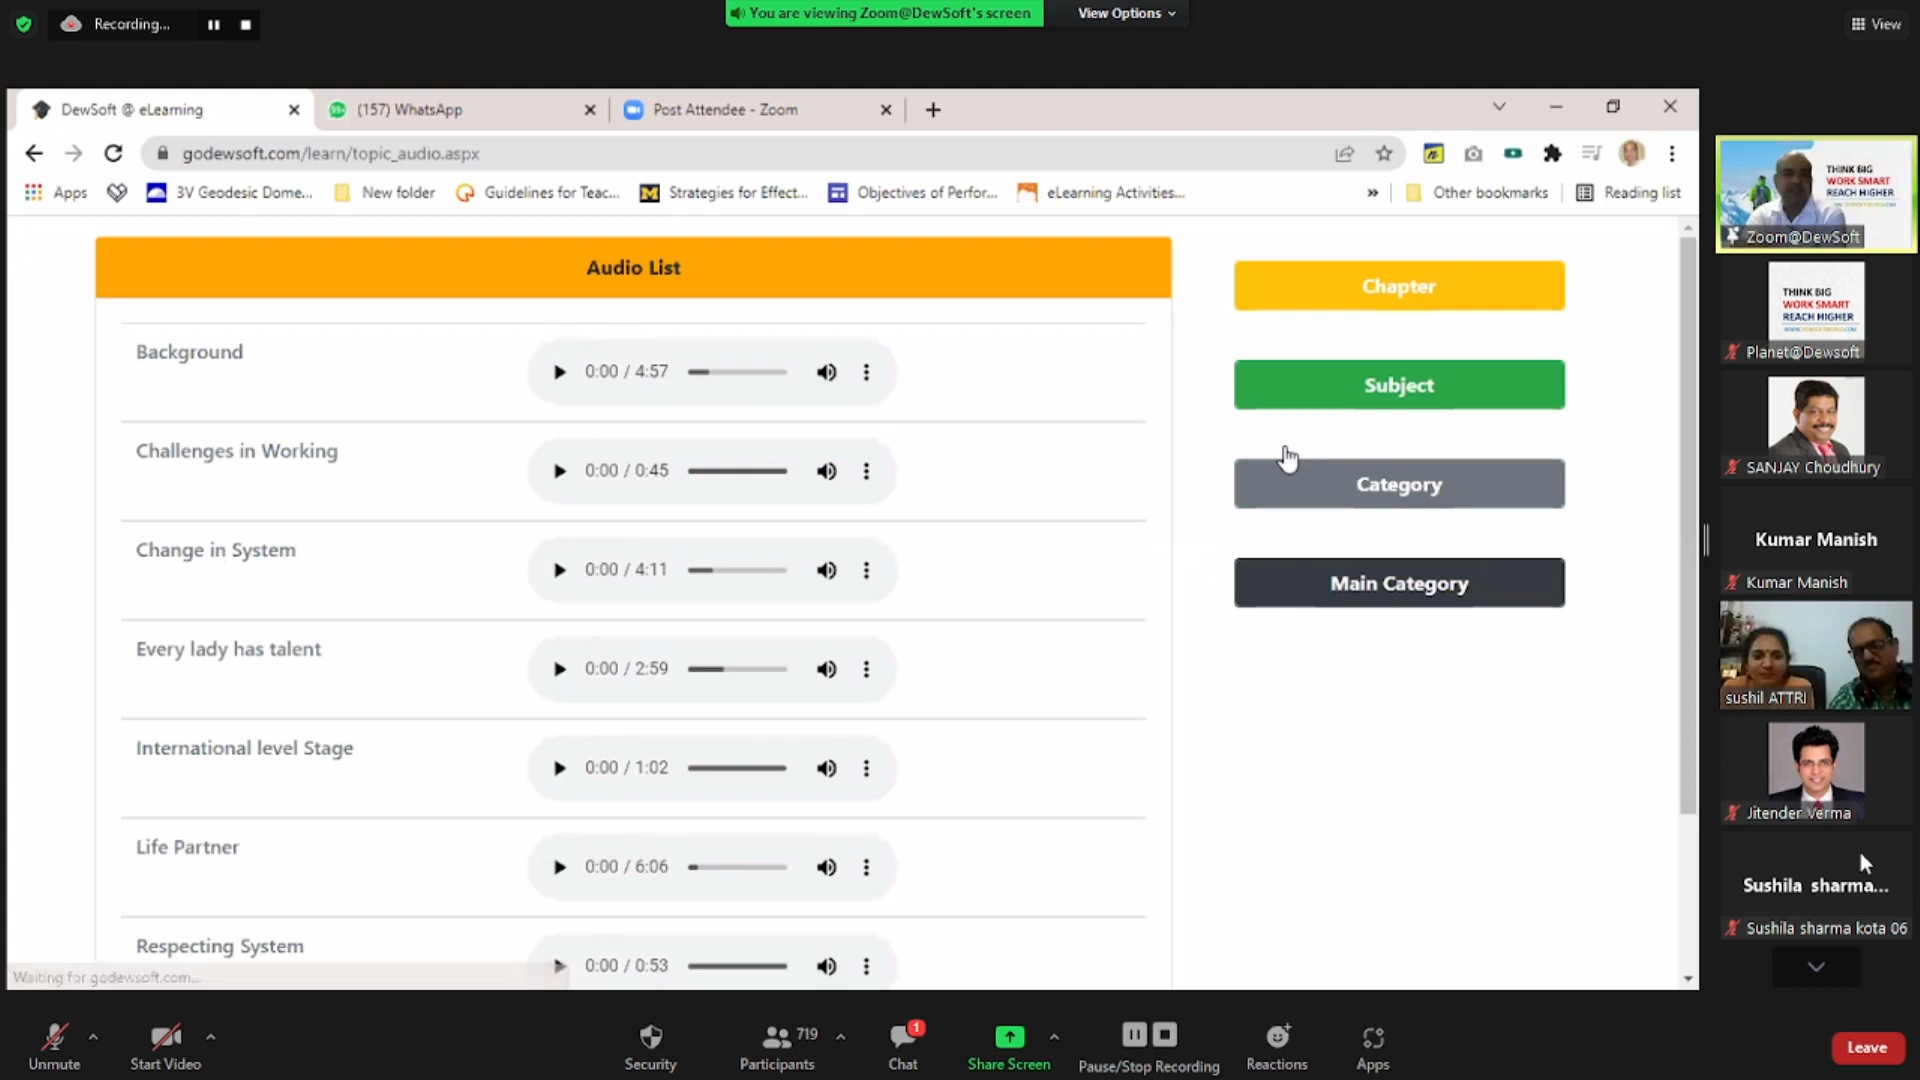 Recording...
You are viewing Zoom@DewSoft's screen
View Options
View
DewSoft @ eLearning
(157) WhatsApp
Post Attendee - Zoom
godewsoft.com/learn/topic_audio.aspx
Apps
3V Geodesic Dome...
New folder
Guidelines for Teac...
Strategies for Effect...
Objectives of Perfor...
eLearning Activities...
»
Other bookmarks
Reading list
Audio List
Background
0:00 / 4:57
Challenges in Working
0:00 / 0:45
Change in System
0:00 / 4:11
Every lady has talent
0:00 / 2:59
International level Stage
0:00 / 1:02
Life Partner
0:00 / 6:06
Respecting System
0:00 / 0:53
Waiting for godewsoft.com...
Chapter
Subject
Category
Main Category
THINK BIG
WORK SMART
REACH HIGHER
Zoom@DewSoft
THINK BIG
WORK SMART
REACH HIGHER
Planet@Dewsoft
SANJAY Choudhury
Kumar Manish
Kumar Manish
sushil ATTRI
Jitender Verma
Sushila sharma...
Sushila sharma kota 06
Unmute
Start Video
Security
719
Participants
1
Chat
Share Screen
Pause/Stop Recording
Reactions
Apps
Leave